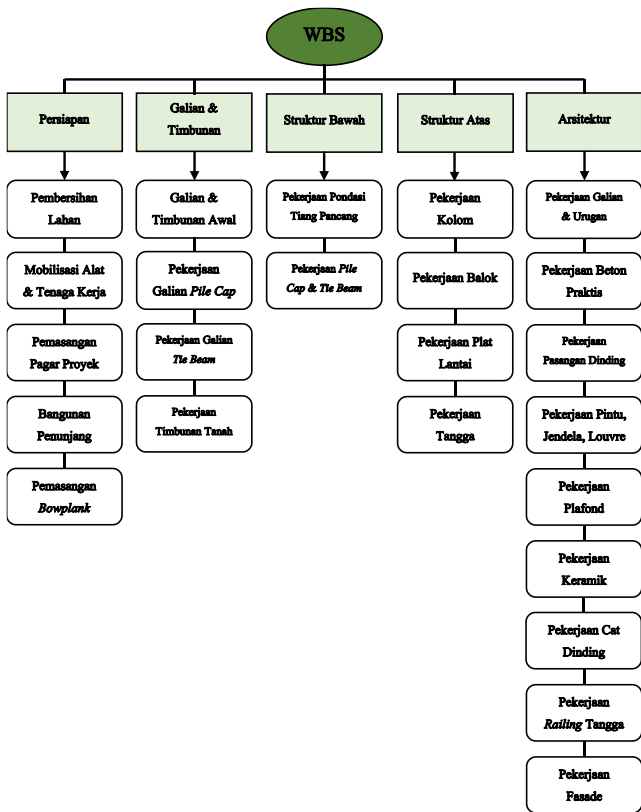 WBS
Persiapan
Galian &
Timbunan
Struktur Bawah
Struktur Atas
Arsitektur
Pembersihan
Lahan
Mobilisasi Alat
& Tenaga Kerja
Pemasangan
Pagar Proyek
Bangunan
Penunjang
Pemasangan
Bowplank
Galian &
Timbunan Awal
Pekerjaan
Galian Pile Cap
Pekerjaan Galian
Tie Beam
Pekerjaan
Timbunan Tanah
Pekerjaan Pondasi
Tiang Pancang
Pekerjaan Pile
Cap & Tie Beam
Pekerjaan
Kolom
Pekerjaan Balok
Pekerjaan Plat
Lantai
Pekerjaan
Tangga
Pekerjaan Galian
& Urugan
Pekerjaan Beton
Praktis
Pekerjaan
Pasangan Dinding
Pekerjaan Pintu,
Jendela, Louvre
Pekerjaan
Plafond
Pekerjaan
Keramik
Pekerjaan Cat
Dinding
Pekerjaan
Railing Tangga
Pekerjaan
Fasade